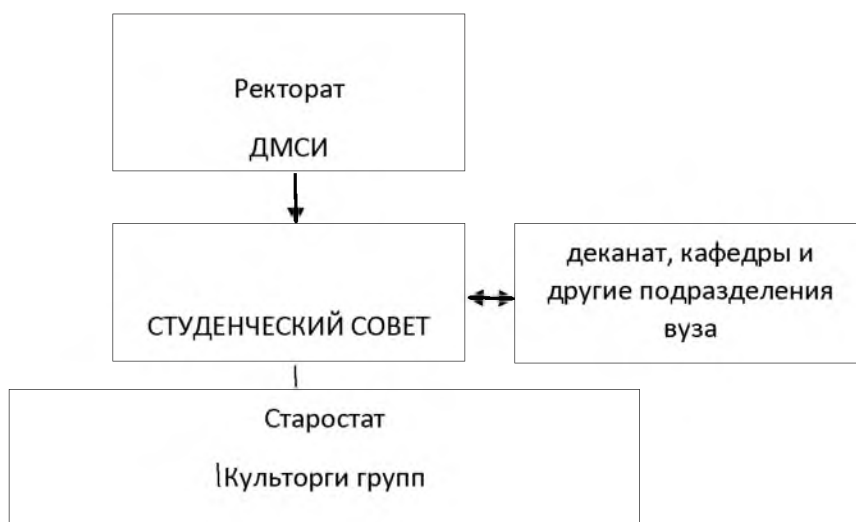 Ректорат
ДМСИ
СТУДЕНЧЕСКИЙ СОВЕТ
деканат, кафедры и
другие подразделения
вуза
Старостат
Культорги групп